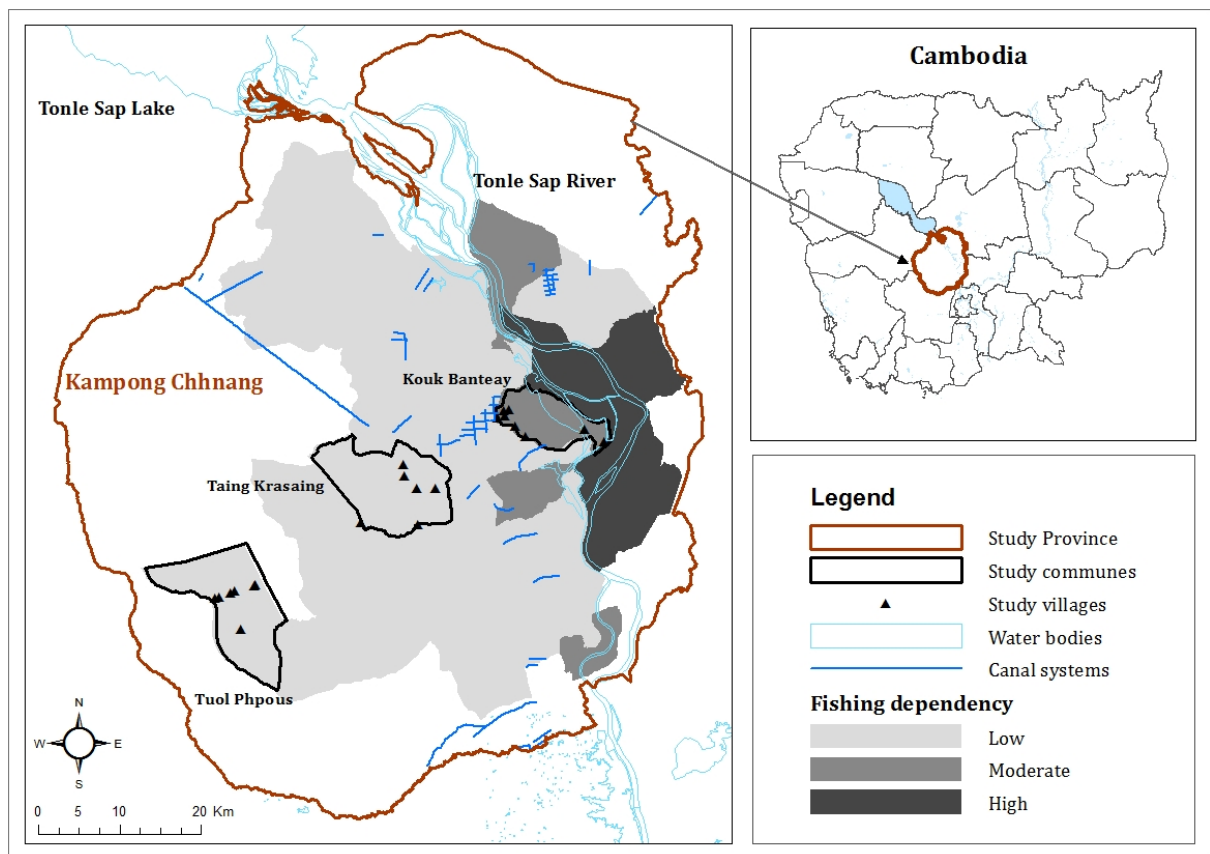 Tonle Sap Lake
Tonle Sap River
Kampong Chhnang
Kouk Banteay
Taing Krasaing
Tuol Phpous
N
W E
S
0 5 10 20 Km
Cambodia
Legend
Study Province
Study communes
Study villages
Water bodies
Canal systems
Fishing dependency
Low
Moderate
High